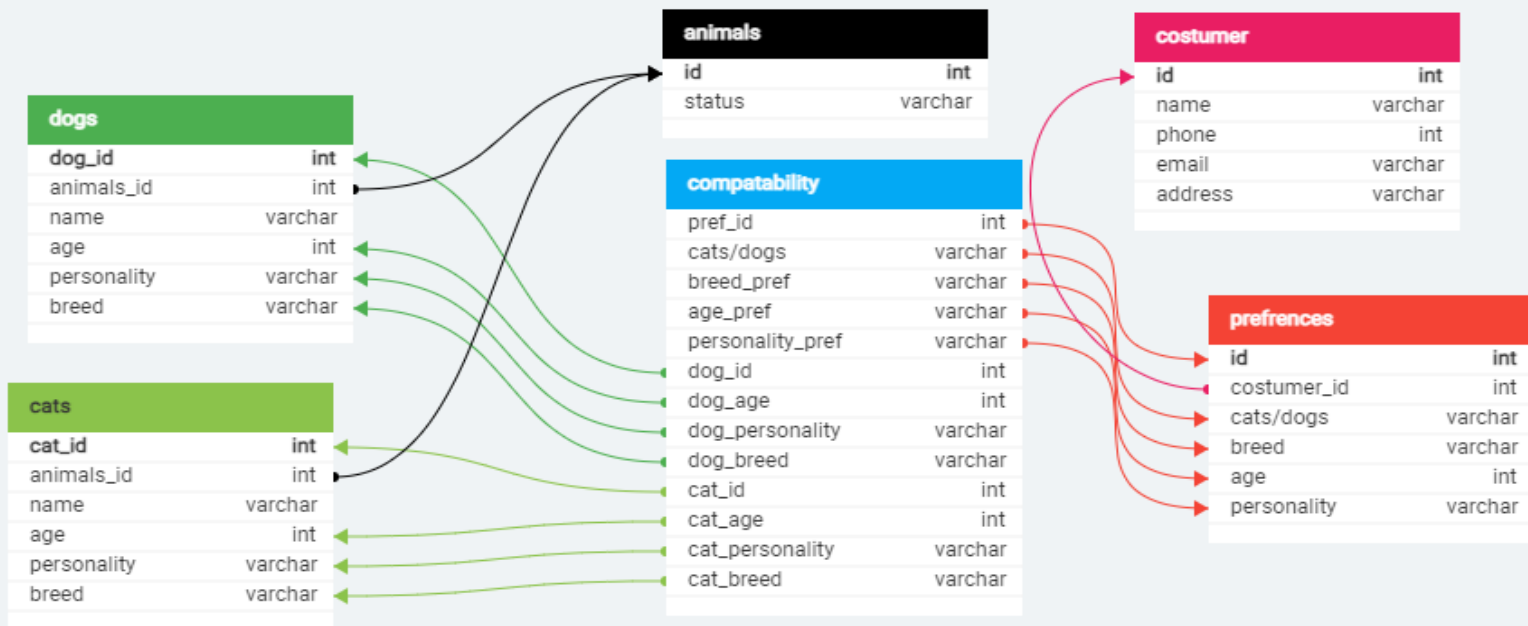 animals
id int
status varchar
costumer
id int
name varchar
phone int
email varchar
address varchar
dogs
dog_id int
animals_id int
name varchar
age int
personality varchar
breed varchar
compatability
pref_id int
cats/dogs varchar
breed_pref varchar
age_pref varchar
personality_pref varchar
dog_id int
dog_age int
dog_personality varchar
dog_breed varchar
cat_id int
cat_age int
cat_personality varchar
cat_breed varchar
prefrences
id int
costumer_id int
cats/dogs varchar
breed varchar
age int
personality varchar
cats
cat_id int
animals_id int
name varchar
age int
personality varchar
breed varchar